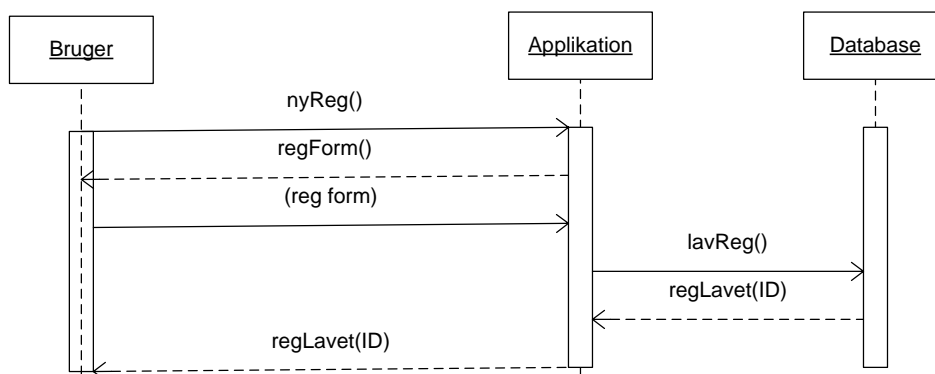 Bruger
Applikation
Database
nyReg()
regForm()
(reg form)
lavReg()
regLavet(ID)
regLavet(ID)